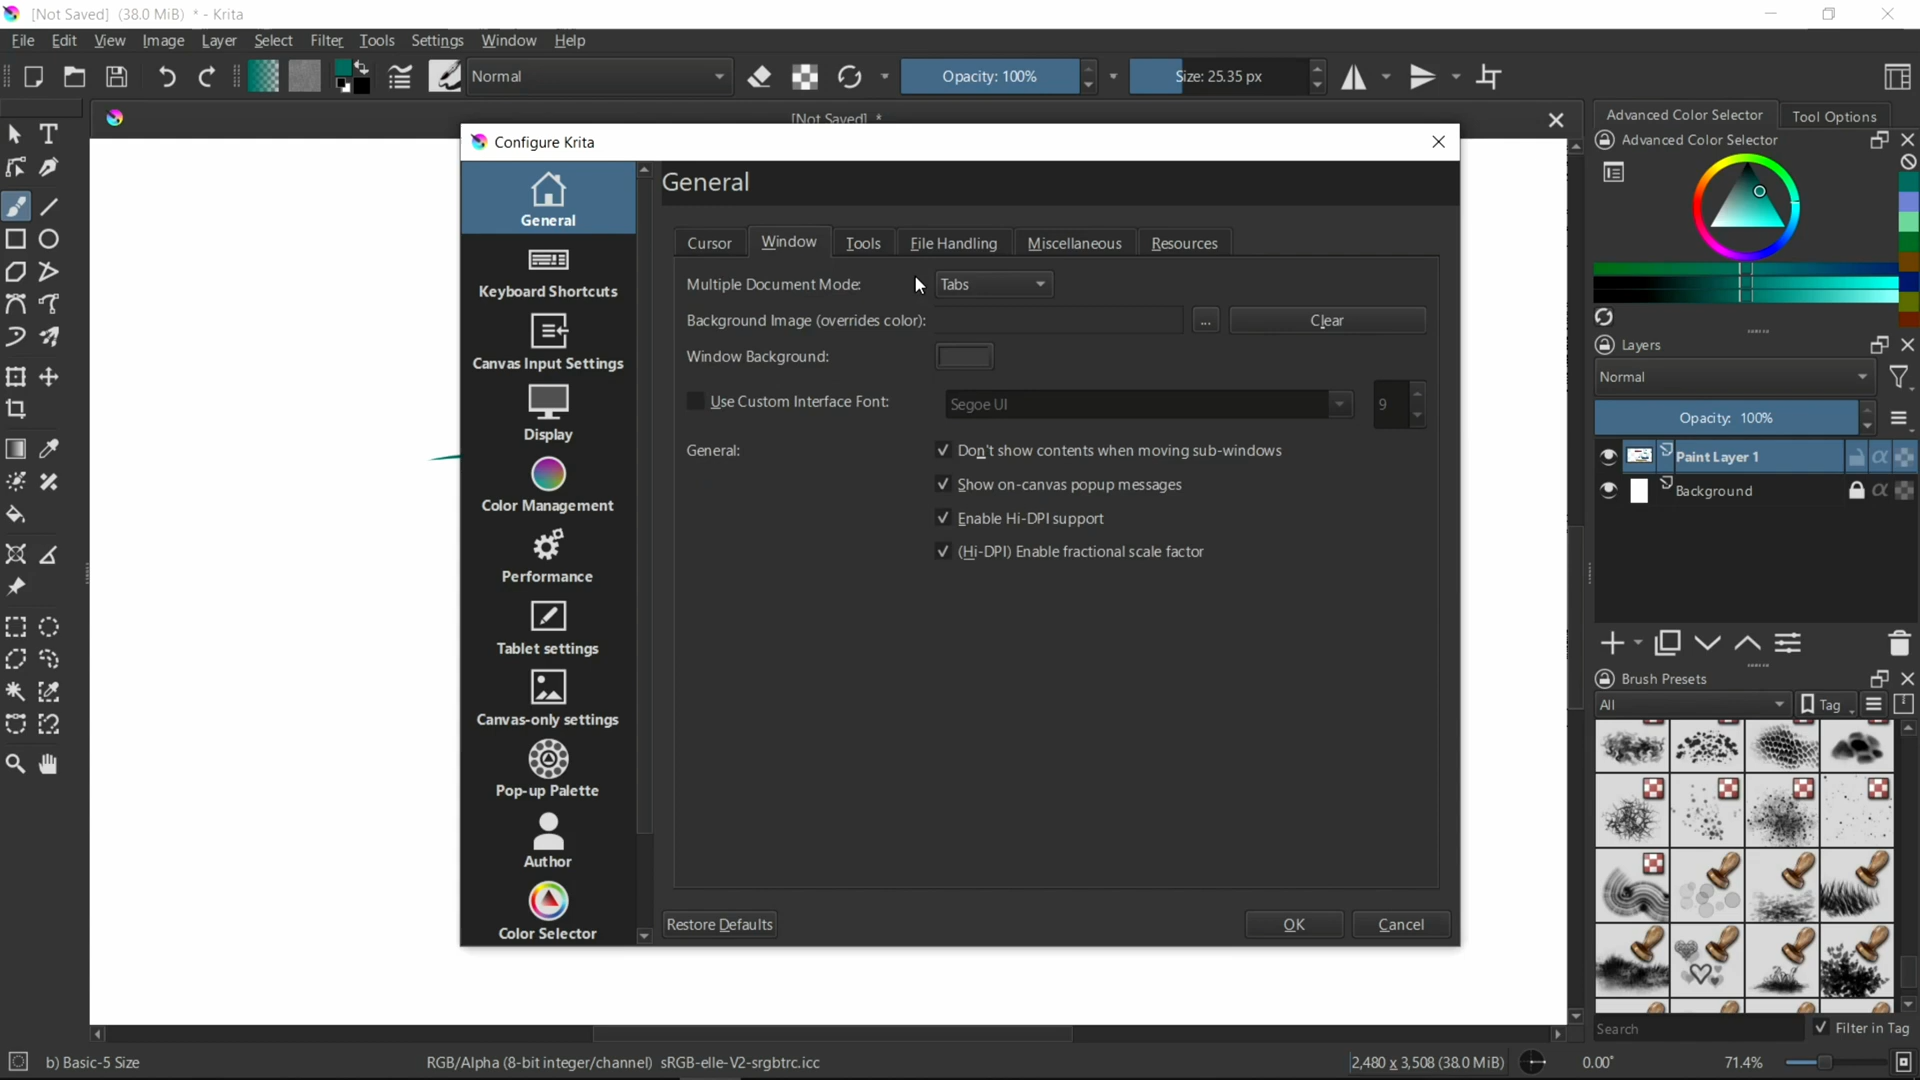 [Not Saved] (38.0 MiB) * - Krita
File Edit View Image Layer Select Filter Tools Settings Window Help
Normal
Opacity: 100%
Size: 25.35 px
[Not Saved] *
Advanced Color Selector
Tool Options
Advanced Color Selector
Configure Krita
General
Keyboard Shortcuts
Canvas Input Settings
Display
Color Management
Performance
Tablet settings
Canvas-only settings
Pop-up Palette
Author
Color Selector
General
Cursor Window Tools File Handling Miscellaneous Resources
Multiple Document Mode: Tabs
Background Image (overrides color): ... Clear
Window Background:
Use Custom Interface Font: Segoe UI 9
General: ✓ Don't show contents when moving sub-windows
✓ Show on-canvas popup messages
✓ Enable Hi-DPI support
✓ (Hi-DPI) Enable fractional scale factor
Restore Defaults OK Cancel
Layers
Normal
Opacity: 100%
Paint Layer 1
Background
Brush Presets
All Tag
Search ✓ Filter in Tag
b) Basic-5 Size
RGB/Alpha (8-bit integer/channel) sRGB-elle-V2-srgbtrc.icc
2,480 x 3,508 (38.0 MiB)
0.00°
71.4%